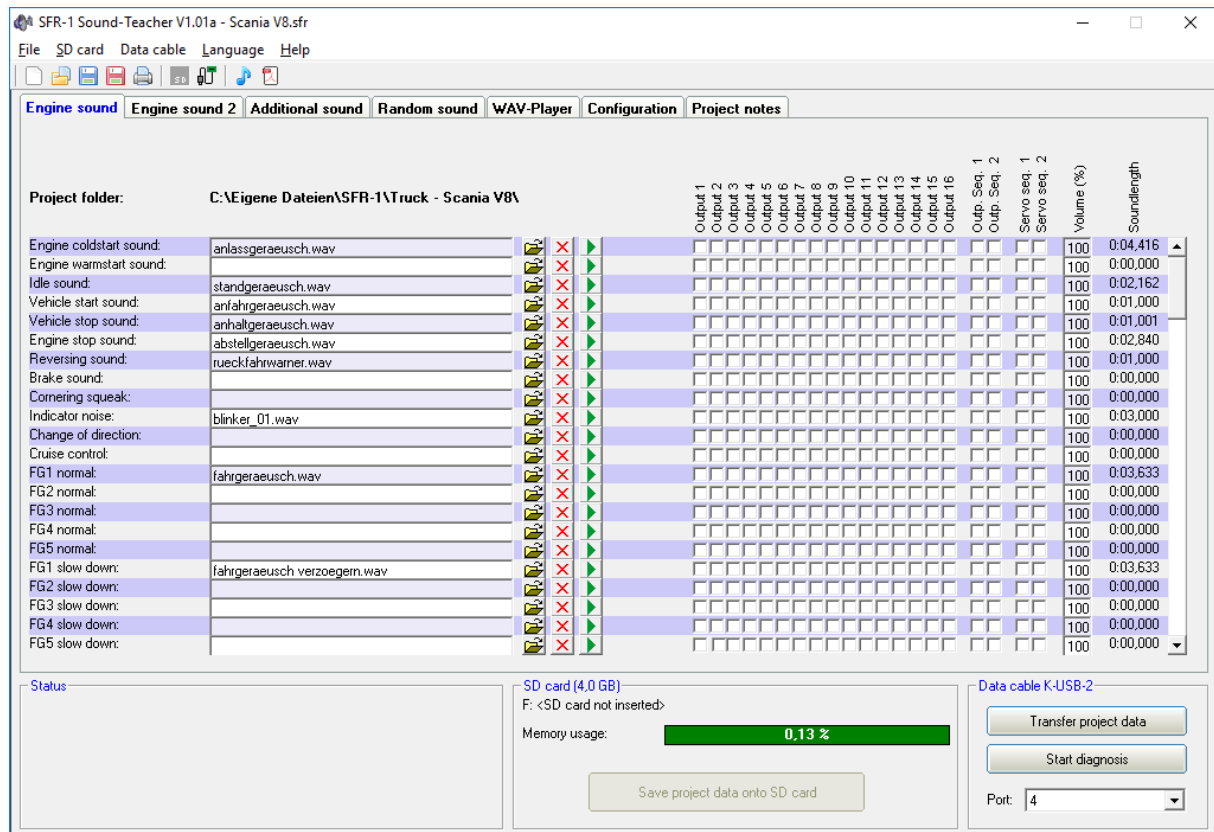 SFR-1 Sound-Teacher V1.01a - Scania V8.sfr
File SD card Data cable Language Help
Engine sound Engine sound 2 Additional sound Random sound WAV-Player Configuration Project notes
Project folder: C:\Eigene Dateien\SFR-1\Truck - Scania V8\ Output 1 Output 2 Output 3 Output 4 Output 5 Output 6 Output 7 Output 8 Output 9 Output 10 Output 11 Output 12 Output 13 Output 14 Output 15 Output 16 Outp. Seq. 1 Outp. Seq. 2 Servo seq. 1 Servo seq. 2 Volume (%) Soundlength
Engine coldstart sound: anlassgeraeusch.wav 100 0:04,416
Engine warmstart sound: 100 0:00,000
Idle sound: standgeraeusch.wav 100 0:02,162
Vehicle start sound: anfahrgeraeusch.wav 100 0:01,000
Vehicle stop sound: anhaltgeraeusch.wav 100 0:01,001
Engine stop sound: abstellgeraeusch.wav 100 0:02,840
Reversing sound: rueckfahrwarner.wav 100 0:01,000
Brake sound: 100 0:00,000
Cornering squeak: 100 0:00,000
Indicator noise: blinker_01.wav 100 0:03,000
Change of direction: 100 0:00,000
Cruise control: 100 0:00,000
FG1 normal: fahrgeraeusch.wav 100 0:03,633
FG2 normal: 100 0:00,000
FG3 normal: 100 0:00,000
FG4 normal: 100 0:00,000
FG5 normal: 100 0:00,000
FG1 slow down: fahrgeraeusch verzoegern.wav 100 0:03,633
FG2 slow down: 100 0:00,000
FG3 slow down: 100 0:00,000
FG4 slow down: 100 0:00,000
FG5 slow down: 100 0:00,000
Status SD card (4,0 GB) Data cable K-USB-2
F: <SD card not inserted>
Transfer project data
Memory usage: 0,13 %
Start diagnosis
Save project data onto SD card
Port: 4